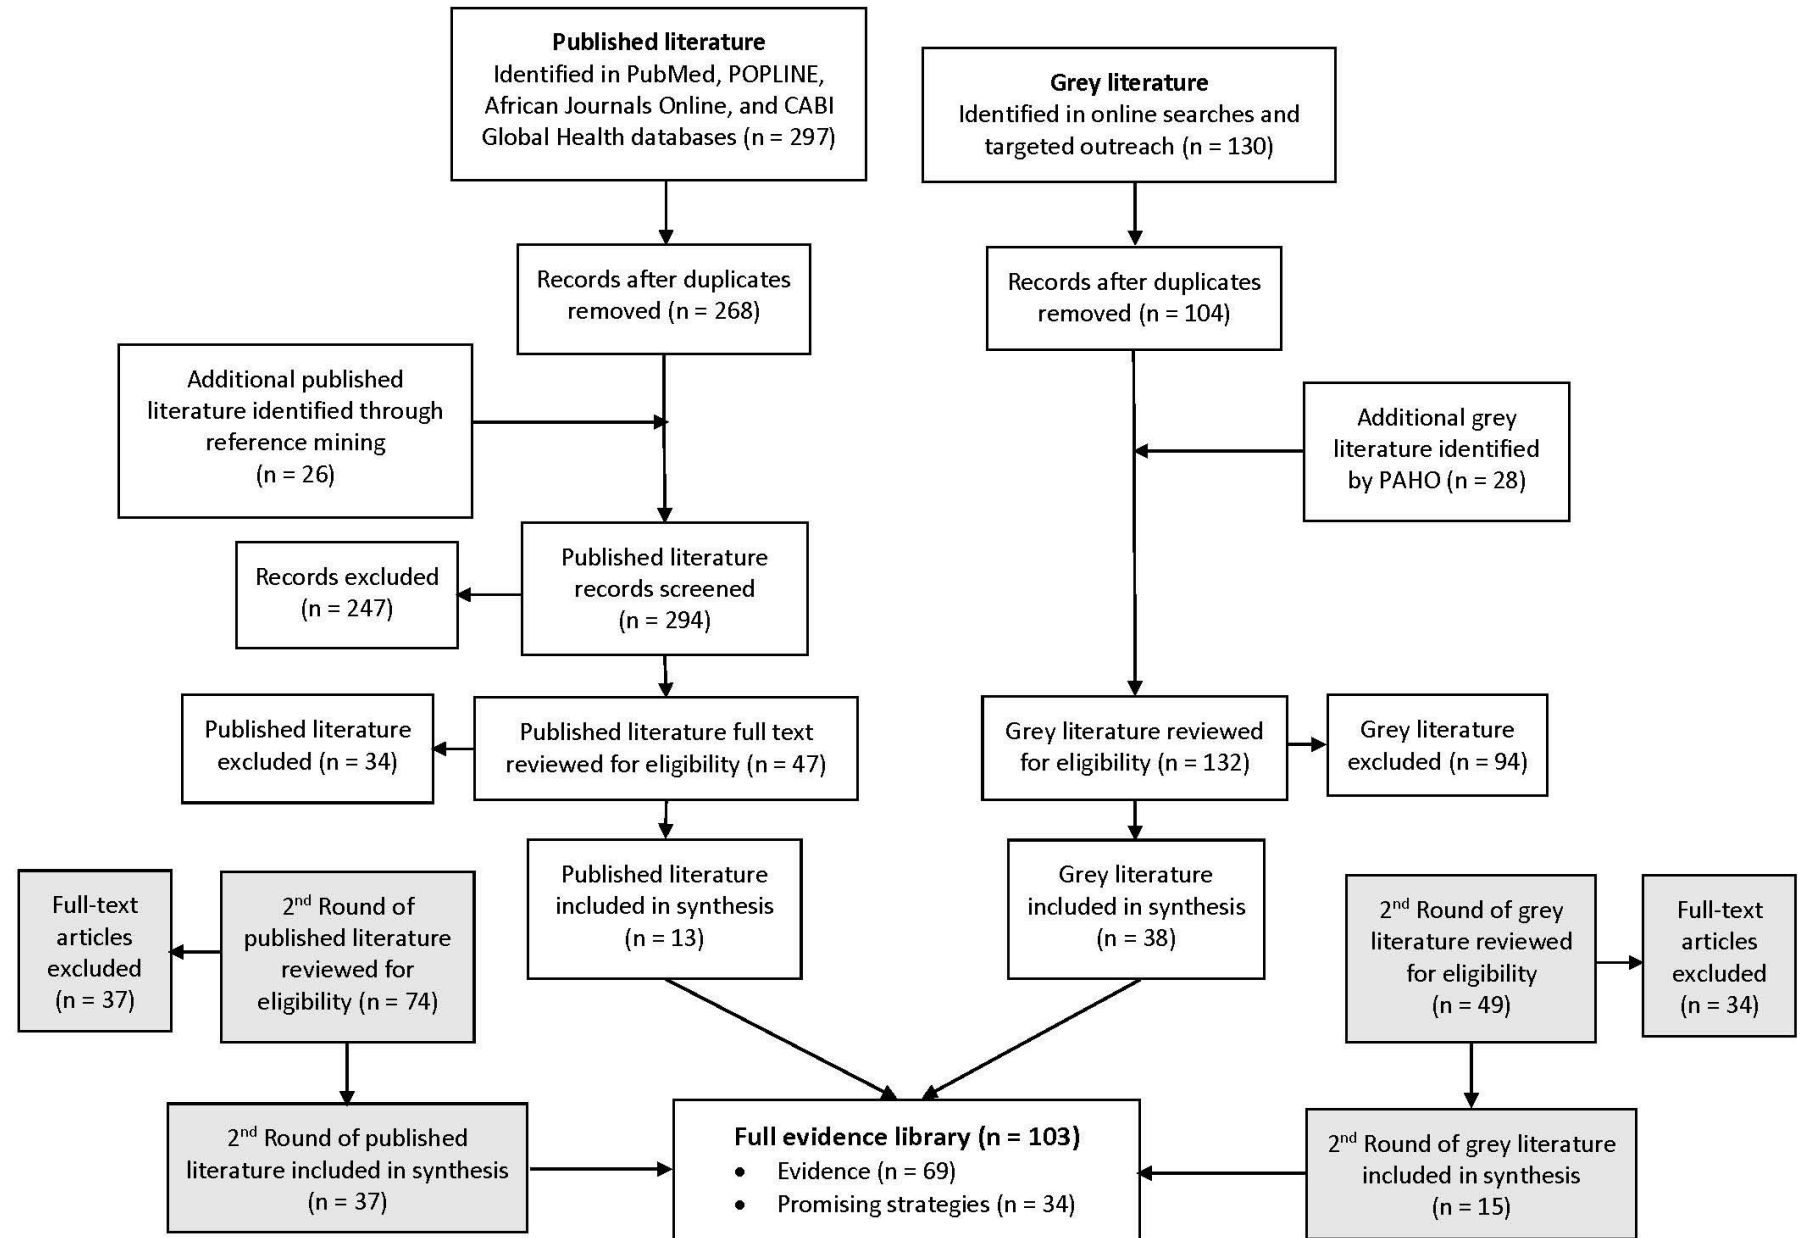 Published literature
Identified in PubMed, POPLINE,
African Journals Online, and CABI
Global Health databases (n = 297)
Grey literature
Identified in online searches and
targeted outreach (n = 130)
Records after duplicates
removed (n = 268)
Records after duplicates
removed (n = 104)
Additional published
literature identified through
reference mining
(n = 26)
Additional grey
literature identified
by PAHO (n = 28)
Records excluded
(n = 247)
Published literature
records screened
(n = 294)
Published literature
excluded (n = 34)
Published literature full text
reviewed for eligibility (n = 47)
Grey literature reviewed
for eligibility (n = 132)
Grey literature
excluded (n = 94)
Published literature
included in synthesis
(n = 13)
Grey literature
included in synthesis
(n = 38)
Full-text
articles
excluded
(n = 37)
2nd Round of
published literature
reviewed for
eligibility (n = 74)
2nd Round of grey
literature reviewed
for eligibility
(n = 49)
Full-text
articles
excluded
(n = 34)
2nd Round of published
literature included in synthesis
(n = 37)
Full evidence library (n = 103)
• Evidence (n = 69)
• Promising strategies (n = 34)
2nd Round of grey literature
included in synthesis
(n = 15)